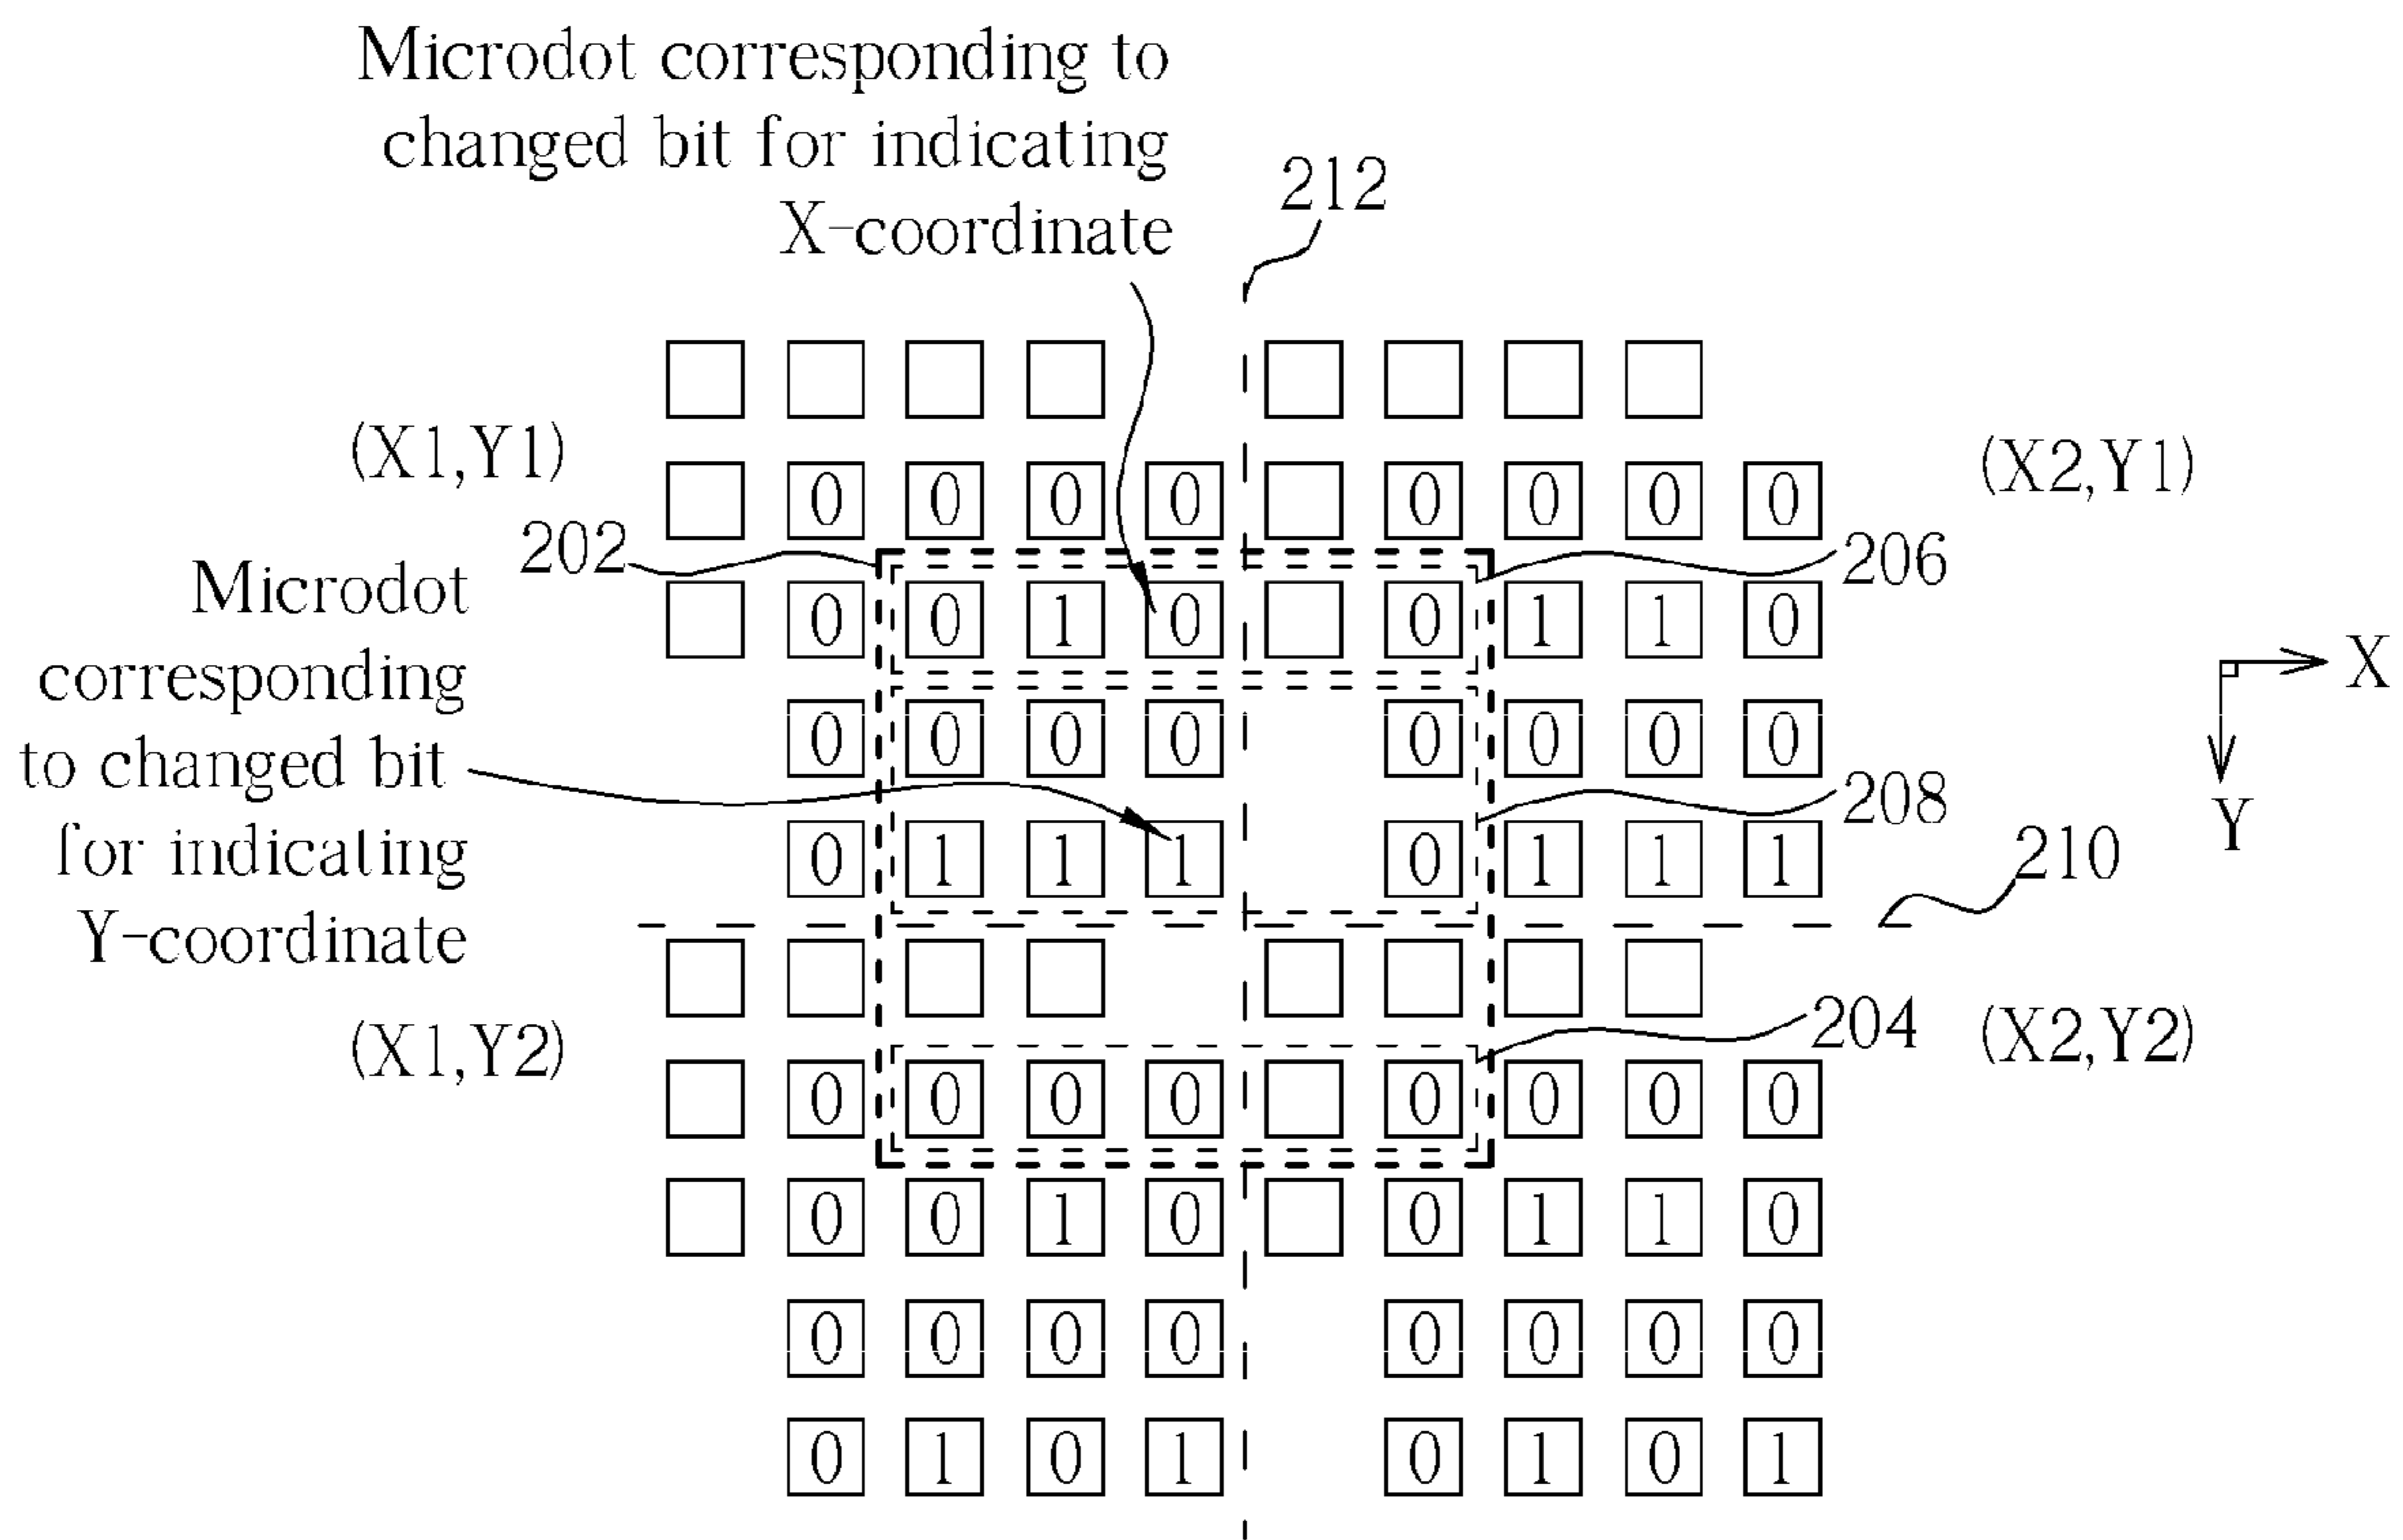 Microdot corresponding to
changed bit for indicating
X-coordinate
212
(X1,Y1)
(X2,Y1)
0 0 0 0 0 0 0 0
202
206
Microdot
corresponding
to changed bit
for indicating
Y-coordinate
0 0 1 0 0 1 1 0
X
Y
0 0 0 0 0 0 0 0
208
0 1 1 1 0 1 1 1
210
(X1,Y2)
204
(X2,Y2)
0 0 0 0 0 0 0 0
0 0 1 0 0 1 1 0
0 0 0 0 0 0 0 0
0 1 0 1 0 1 0 1